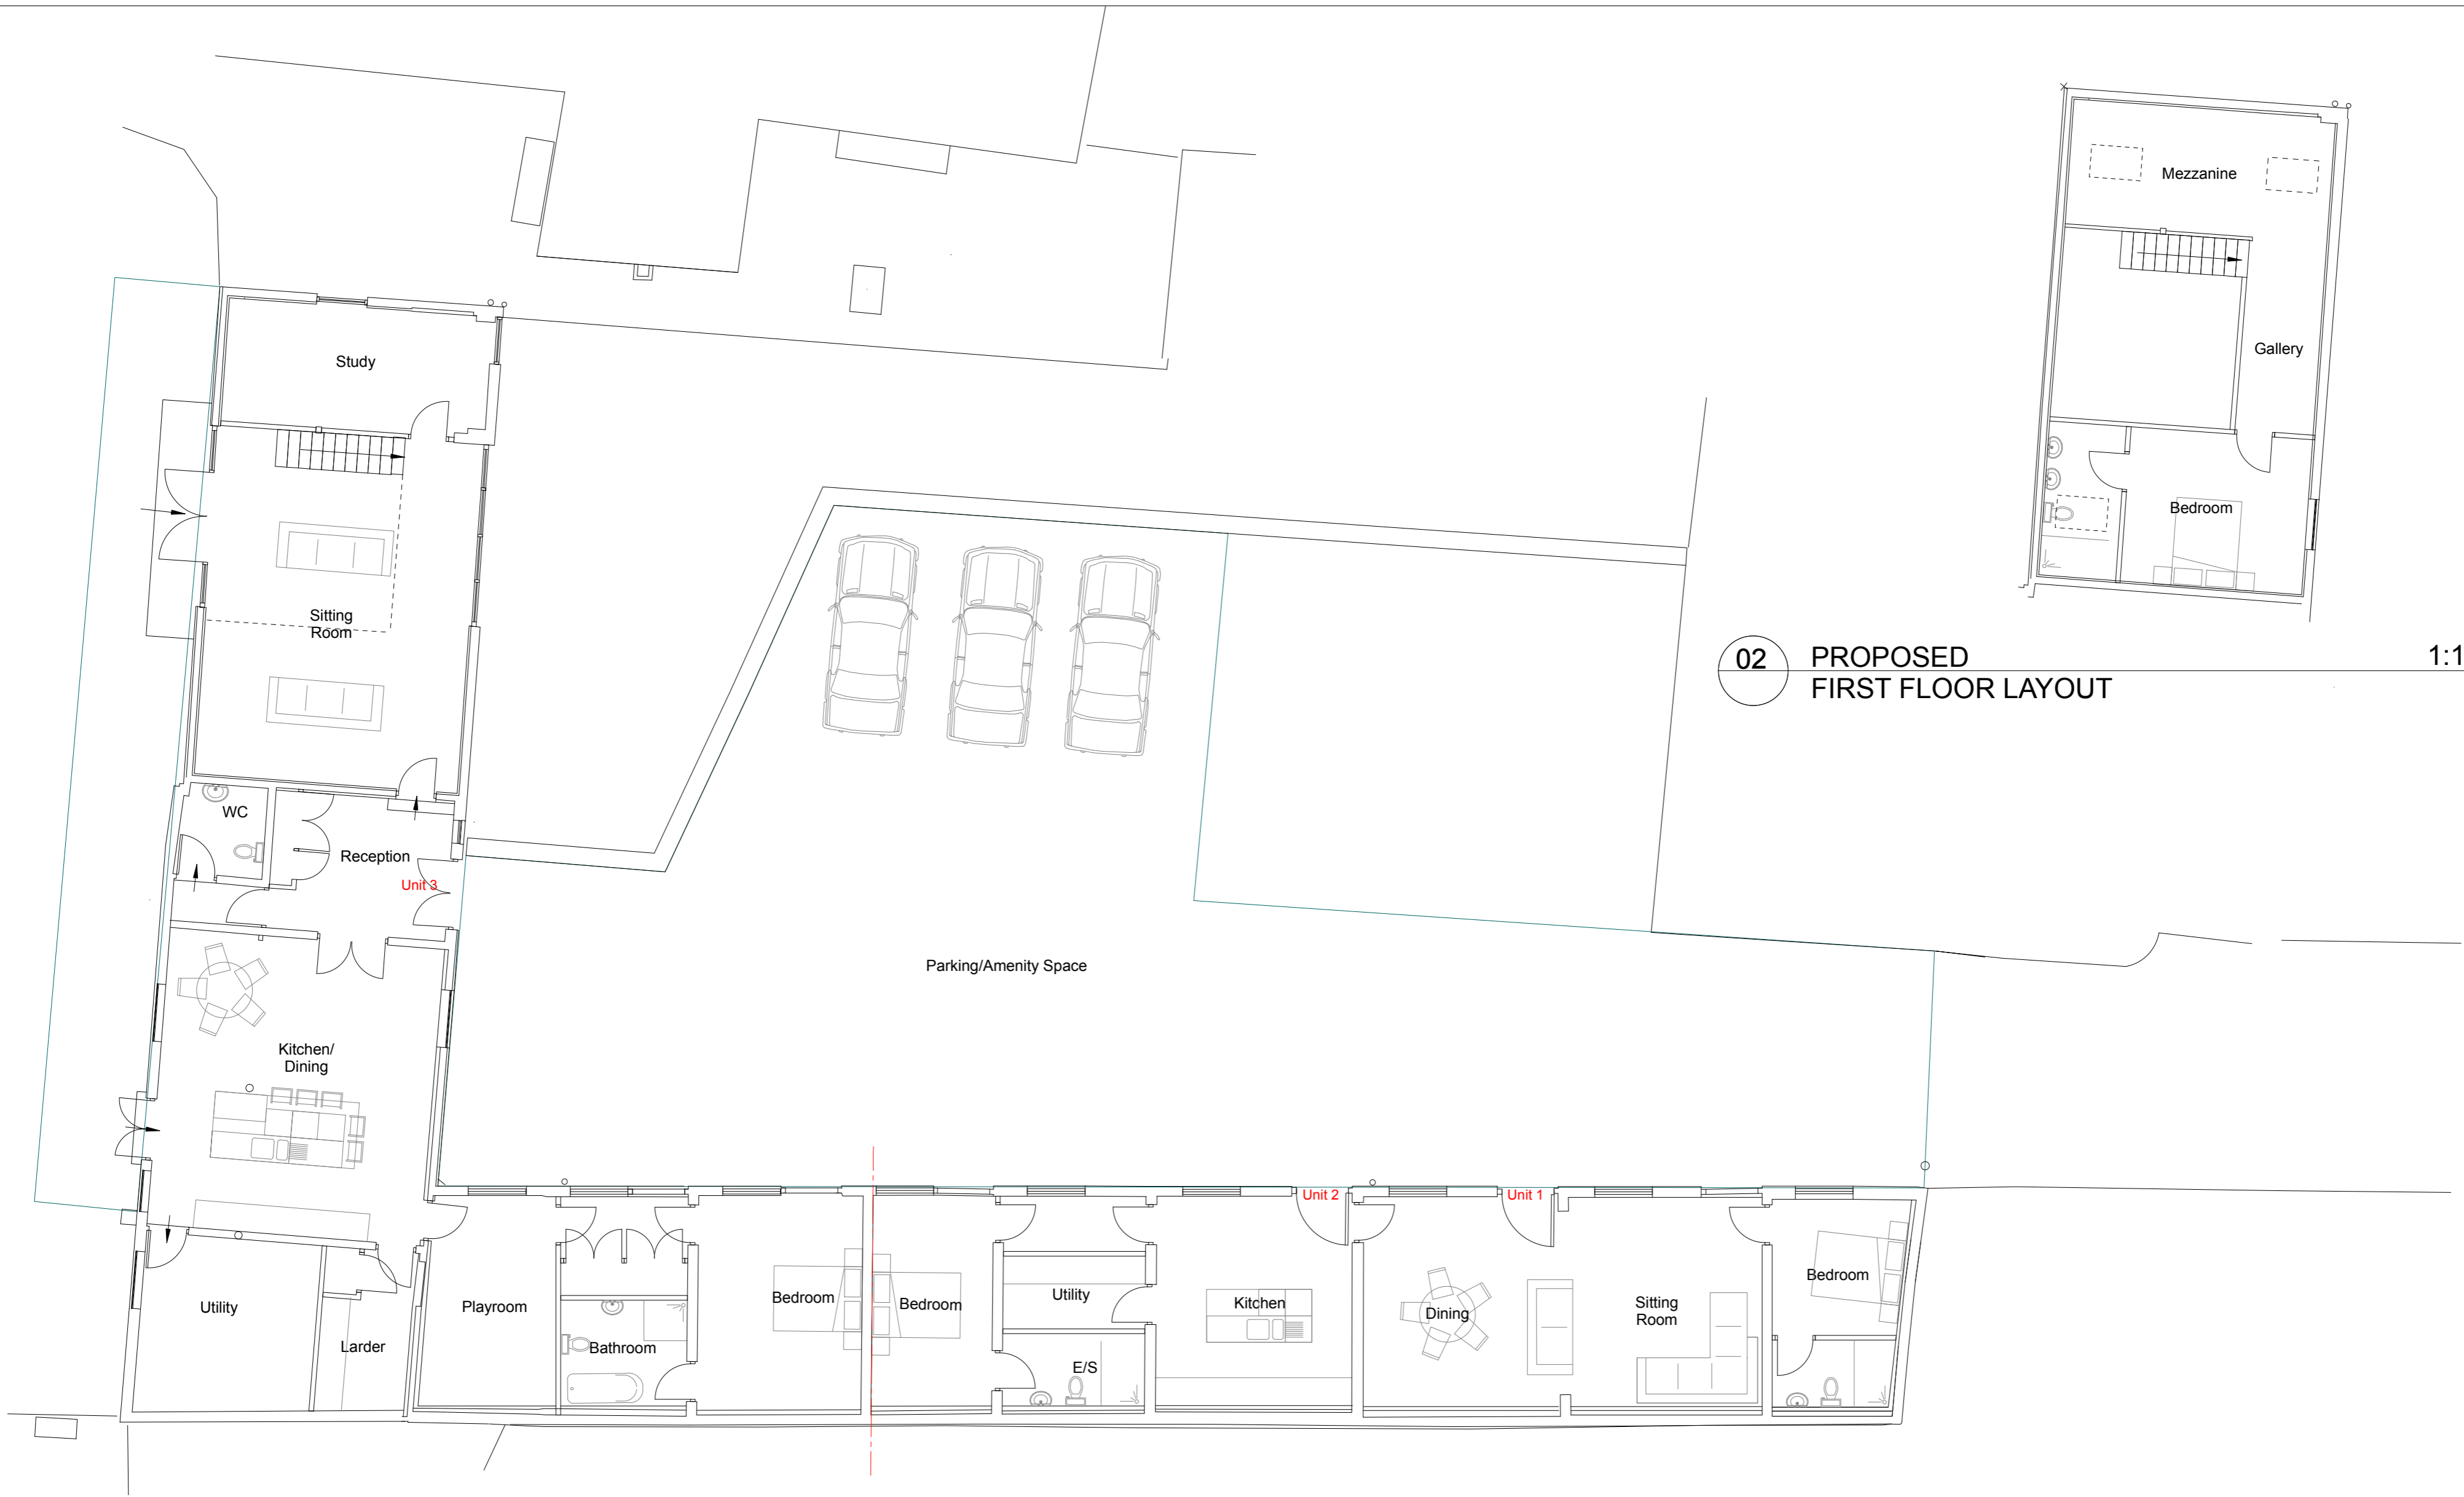 Mezzanine
Gallery
Bedroom
02
PROPOSED
1:1
FIRST FLOOR LAYOUT
Study
Sitting
Room
WC
Reception
Unit 3
Parking/Amenity Space
Kitchen/
Dining
Unit 2
Unit 1
Utility
Larder
Playroom
Bathroom
Bedroom
Bedroom
Utility
E/S
Kitchen
Dining
Sitting
Room
Bedroom